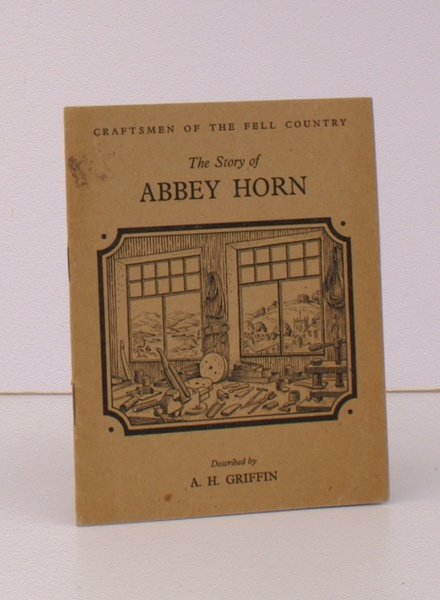 CRAFTSMEN OF THE FELL COUNTRY
The Story of
ABBEY HORN
Described by
A. H. GRIFFIN